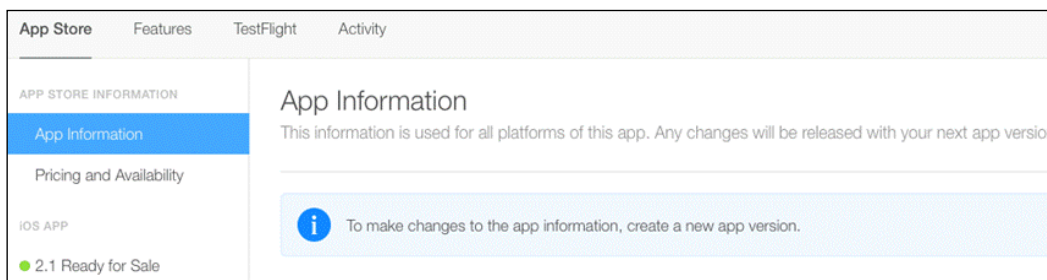 App Store Features TestFlight Activity
APP STORE INFORMATION
App Information
Pricing and Availability
iOS APP
2.1 Ready for Sale
App Information
This information is used for all platforms of this app. Any changes will be released with your next app
To make changes to the app information, create a new app version.